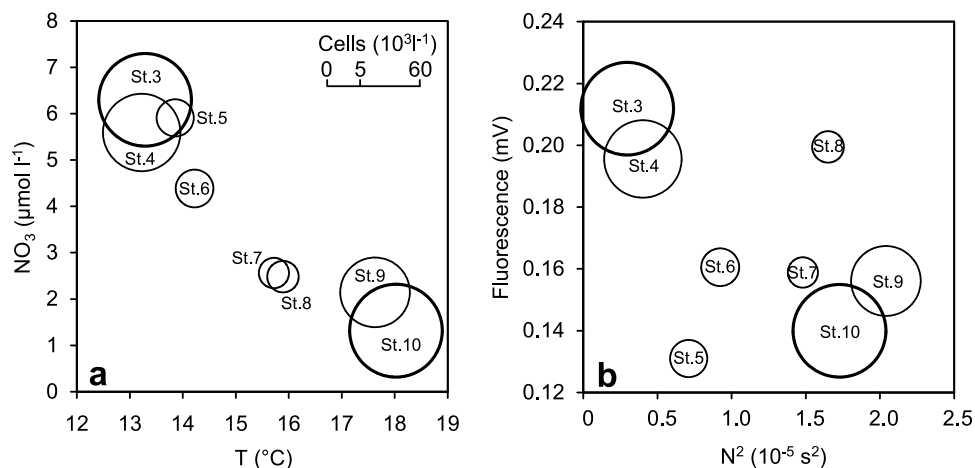 8
7
6
5
4
3
2
1
0
NO3 (µmol l-1)
Cells (10³l-1)
0 5 60
St.3
St.5
St.4
St.6
St.7
St.8
St.9
St.10
a
12 13 14 15 16 17 18 19
T (°C)
0.24
0.22
0.20
0.18
0.16
0.14
0.12
Fluorescence (mV)
St.3
St.8
St.4
St.6
St.7
St.9
St.10
St.5
b
0 0.5 1.0 1.5 2.0 2.5
N² (10-5 s²)